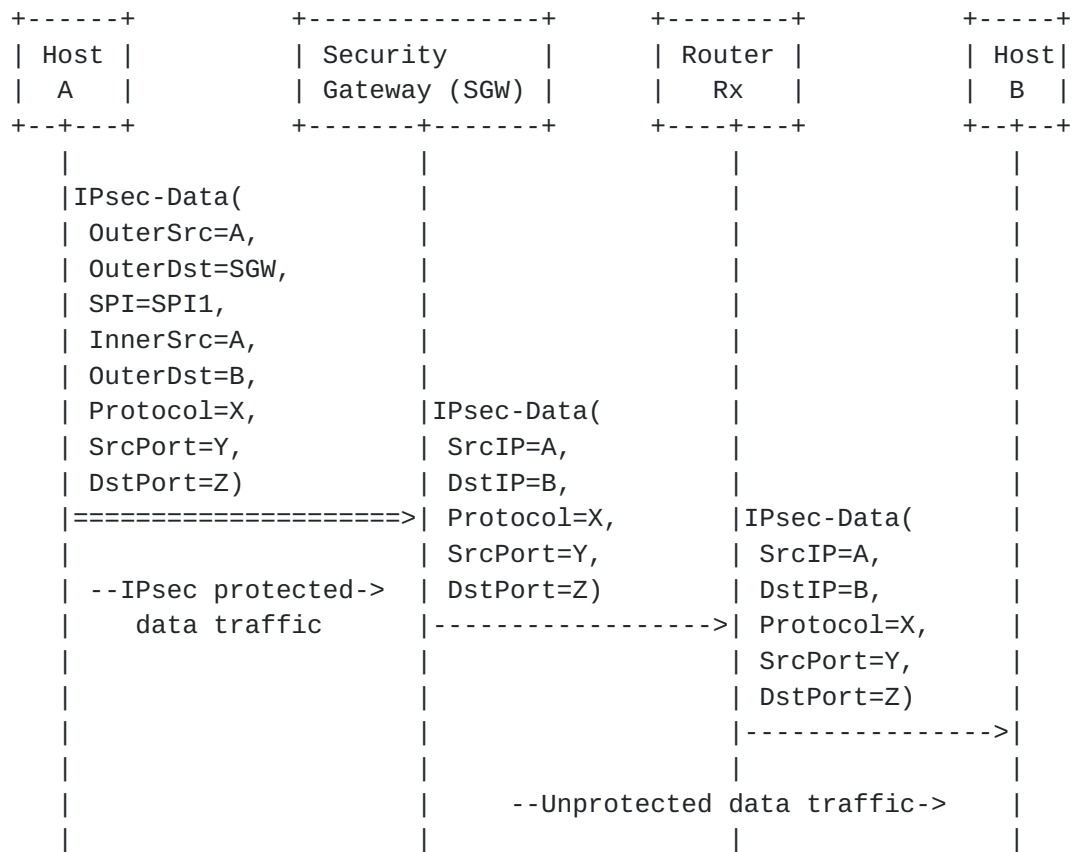 +------+          +---------------+      +--------+          +-----+
| Host |          | Security      |      | Router |          | Host|
|  A   |          | Gateway (SGW) |      |   Rx   |          |  B  |
+--+---+          +-------+-------+      +----+---+          +--+--+
   |                      |                   |                 |
   |IPsec-Data(           |                   |                 |
   | OuterSrc=A,          |                   |                 |
   | OuterDst=SGW,        |                   |                 |
   | SPI=SPI1,            |                   |                 |
   | InnerSrc=A,          |                   |                 |
   | OuterDst=B,          |                   |                 |
   | Protocol=X,          |IPsec-Data(        |                 |
   | SrcPort=Y,           | SrcIP=A,          |                 |
   | DstPort=Z)           | DstIP=B,          |                 |
   |=====================>| Protocol=X,       |IPsec-Data(      |
   |                      | SrcPort=Y,        | SrcIP=A,        |
   | --IPsec protected->  | DstPort=Z)        | DstIP=B,        |
   |    data traffic      |------------------>| Protocol=X,     |
   |                      |                   | SrcPort=Y,      |
   |                      |                   | DstPort=Z)      |
   |                      |                   |---------------->|
   |                      |                   |                 |
   |                      |     --Unprotected data traffic->    |
   |                      |                   |                 |